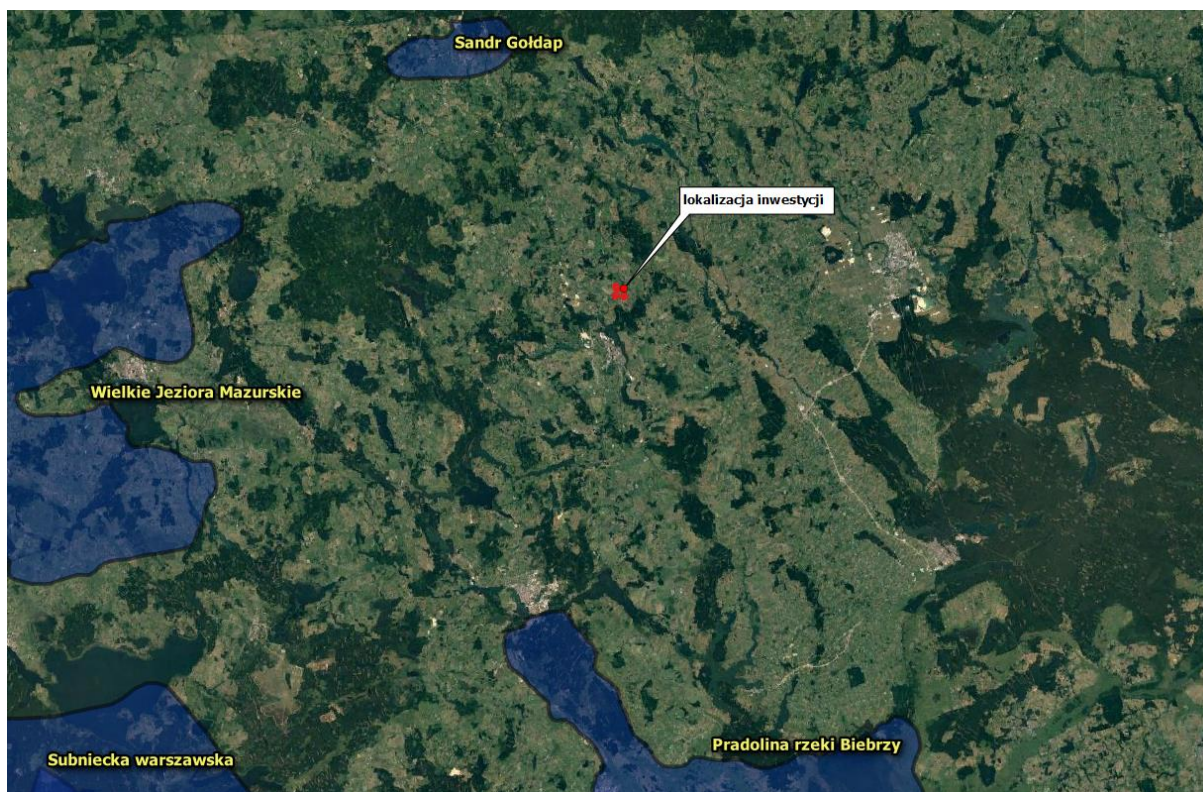 Sandr Gołdap
lokalizacja inwestycji
Wielkie Jeziora Mazurskie
Pradolina rzeki Biebrzy
Subniecka warszawska